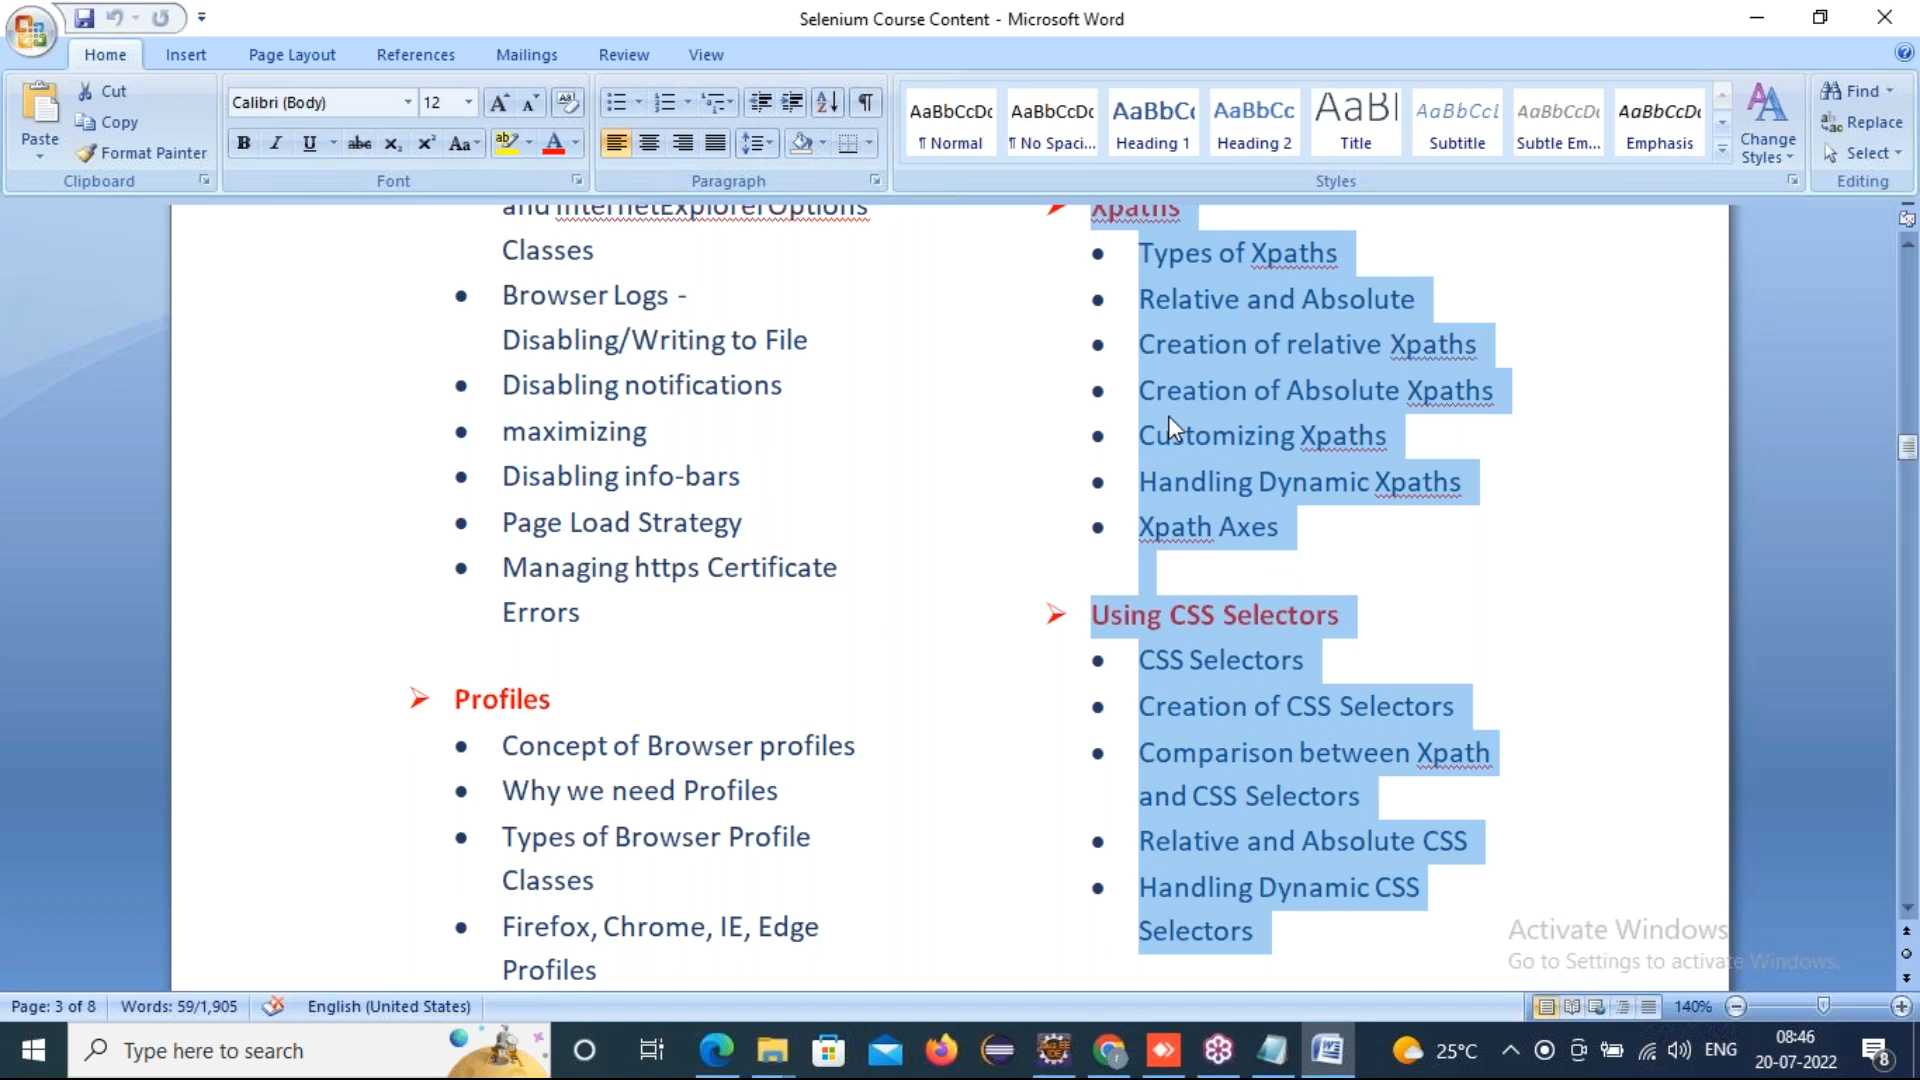 Selenium Course Content - Microsoft Word
Home Insert Page Layout References Mailings Review View
Paste
Cut
Copy
Format Painter
Clipboard
Calibri (Body) 12
Font
Paragraph
AaBbCcDc AaBbCcDc AaBbCc AaBbCc AaBl AaBbCcL AaBbCcDc AaBbCcDc
¶ Normal ¶ No Spaci... Heading 1 Heading 2 Title Subtitle Subtle Em... Emphasis
Change Styles
Styles
Find
Replace
Select
Editing
and InternetExplorerOptions
Classes
Browser Logs -
Disabling/Writing to File
Disabling notifications
maximizing
Disabling info-bars
Page Load Strategy
Managing https Certificate
Errors
Profiles
Concept of Browser profiles
Why we need Profiles
Types of Browser Profile
Classes
Firefox, Chrome, IE, Edge
Profiles
Xpaths
Types of Xpaths
Relative and Absolute
Creation of relative Xpaths
Creation of Absolute Xpaths
Customizing Xpaths
Handling Dynamic Xpaths
Xpath Axes
Using CSS Selectors
CSS Selectors
Creation of CSS Selectors
Comparison between Xpath
and CSS Selectors
Relative and Absolute CSS
Handling Dynamic CSS
Selectors
Activate Windows
Go to Settings to activate Windows.
Page: 3 of 8 Words: 59/1,905 English (United States) 140%
Type here to search
25°C ENG
08:46
20-07-2022
8